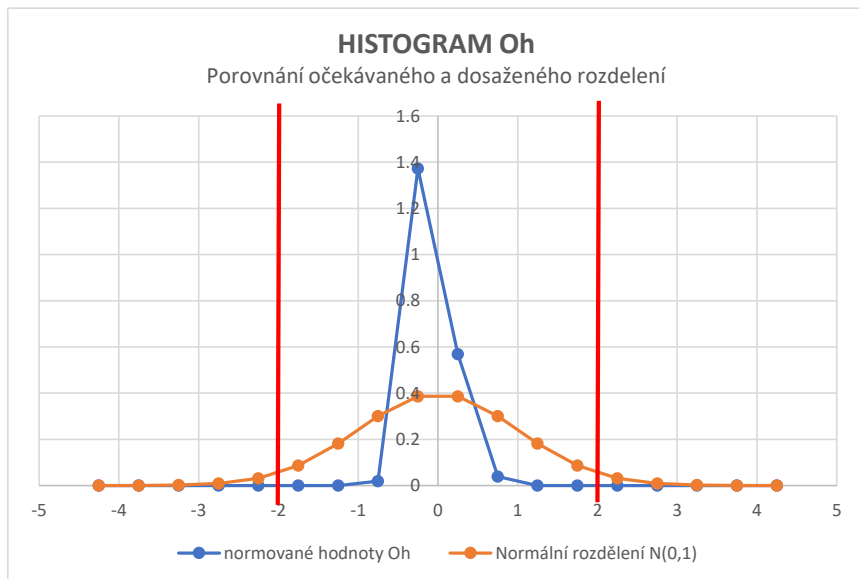 HISTOGRAM Oh
Porovnání očekávaného a dosaženého rozdelení
1.6
1.4
1.2
1
0.8
0.6
0.4
0.2
0
-5 -4 -3 -2 -1 0 1 2 3 4 5
normované hodnoty Oh Normální rozdělení N(0,1)